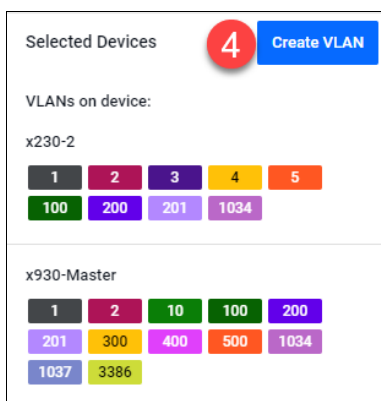 Selected Devices 4 Create VLAN
VLANs on device:
x230-2
1 2 3 4 5
100 200 201 1034
x930-Master
1 2 10 100 200
201 300 400 500 1034
1037 3386